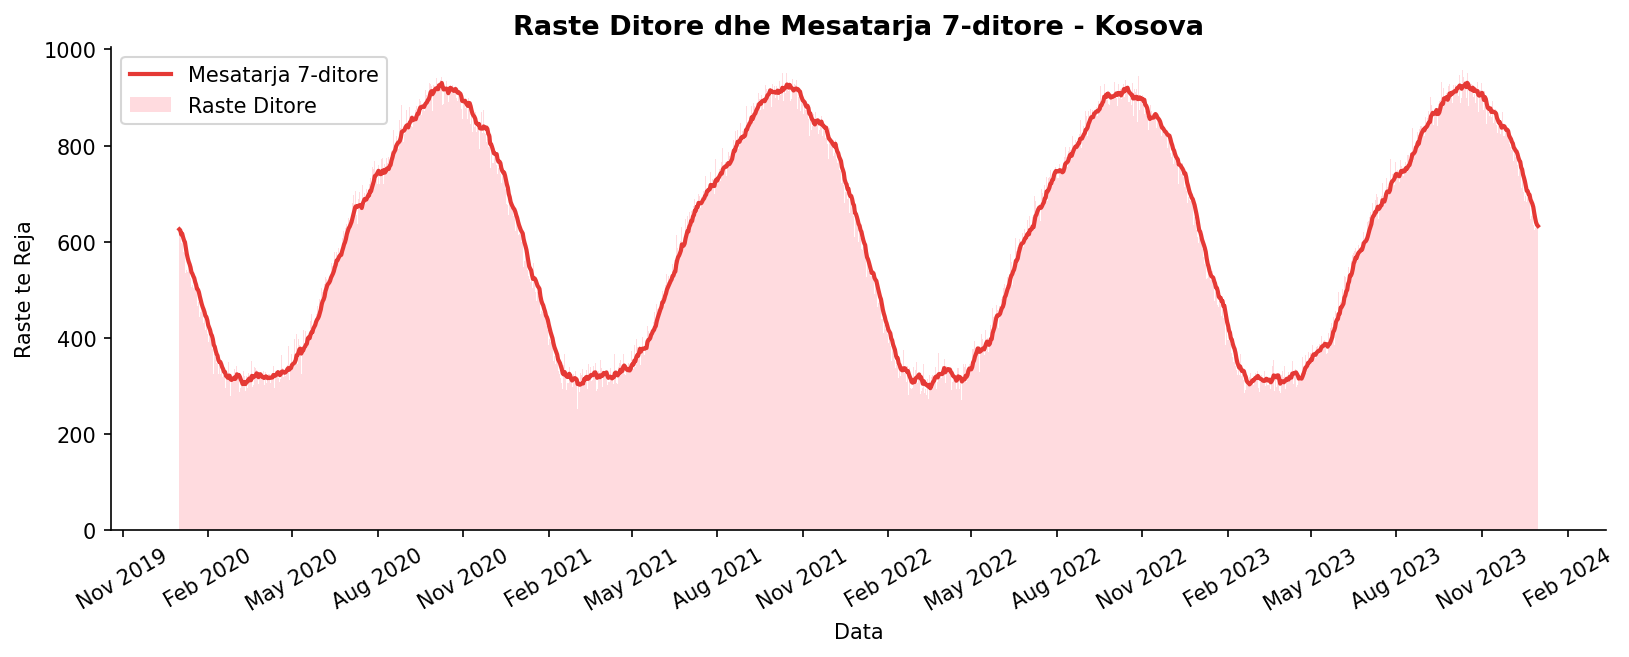 Raste Ditore dhe Mesatarja 7-ditore - Kosova
Mesatarja 7-ditore
Raste Ditore
Raste te Reja
1000
800
600
400
200
0
Nov 2019
Feb 2020
May 2020
Aug 2020
Nov 2020
Feb 2021
May 2021
Aug 2021
Nov 2021
Feb 2022
May 2022
Aug 2022
Nov 2022
Feb 2023
May 2023
Aug 2023
Nov 2023
Feb 2024
Data